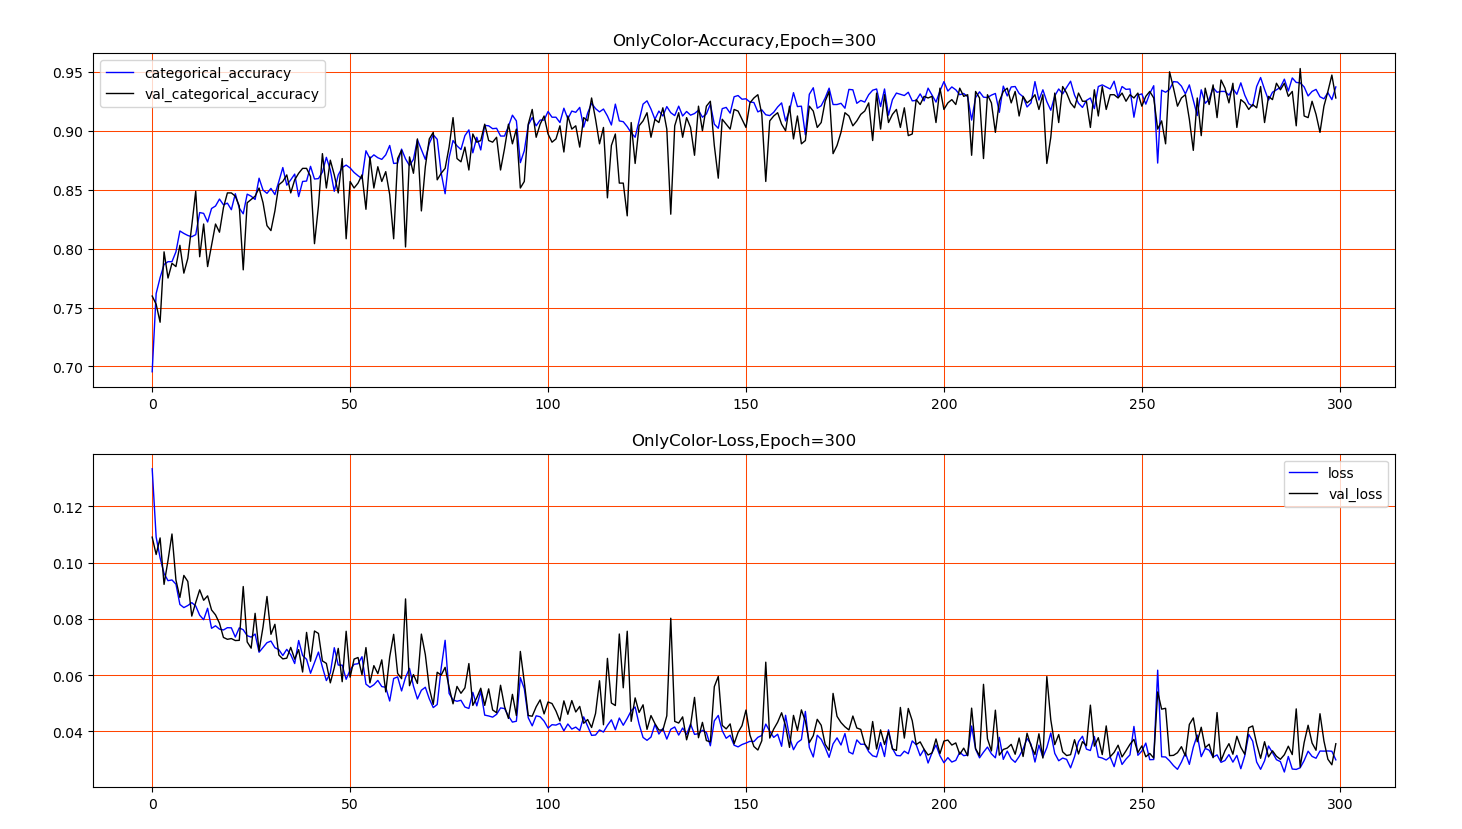 OnlyColor-Accuracy,Epoch=300
categorical_accuracy
val_categorical_accuracy
0.95
0.90
0.85
0.80
0.75
0.70
0 50 100 150 200 250 300
OnlyColor-Loss,Epoch=300
loss
val_loss
0.12
0.10
0.08
0.06
0.04
0 50 100 150 200 250 300